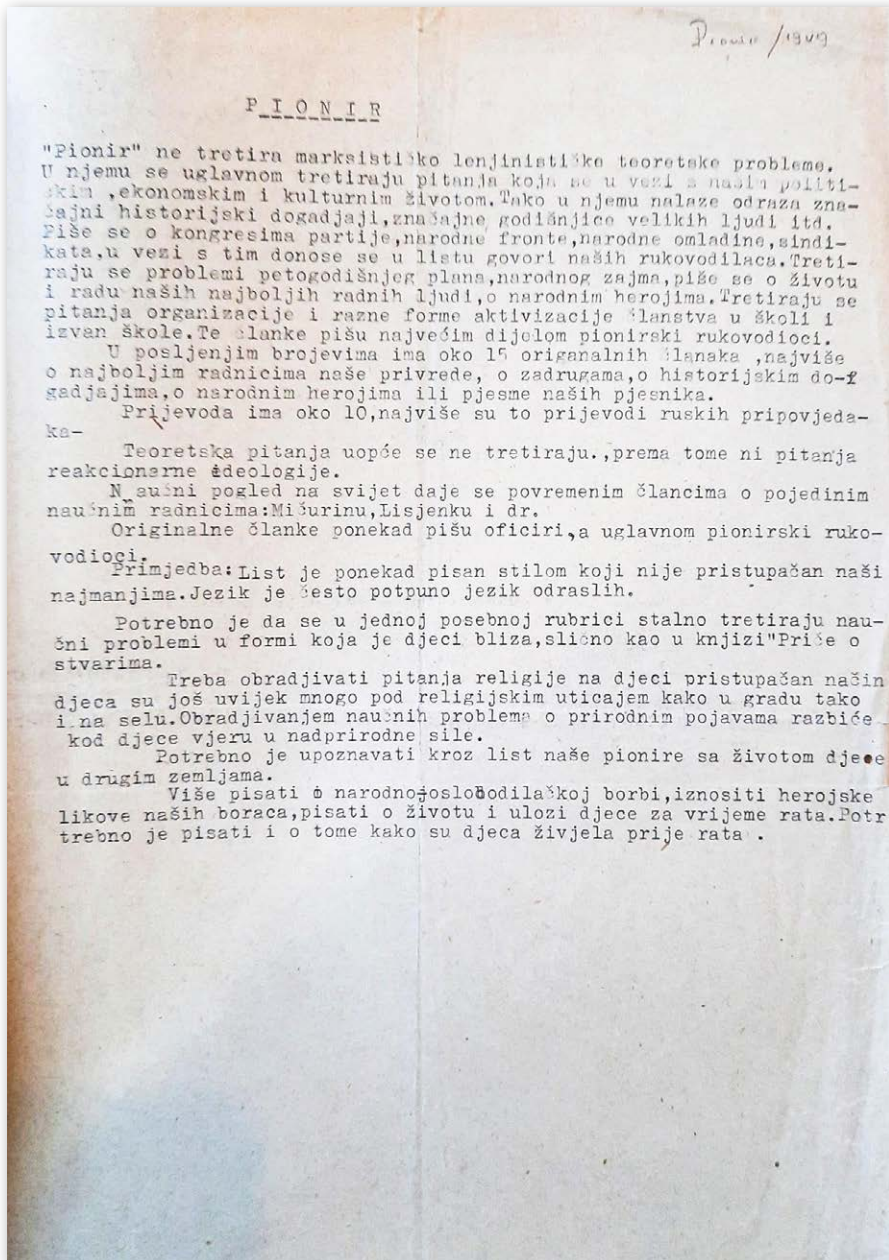 Pionir /1949
P I O N I R
"Pionir" ne tretira marksističko lenjinističke teoretske probleme.
U njemu se uglavnom tretiraju pitanja koja se u vezi s našim politi-
čkim ,ekonomskim i kulturnim životom.Tako u njemu nalaze odraza zna-
čajni historijski dogadjaji,značajne godišnjice velikih ljudi itd.
Piše se o kongresima partije,narodne fronte,narodne omladine,sindi-
kata,u vezi s tim donose se u listu govori naših rukovodilaca.Treti-
raju se problemi petogodišnjeg plana,narodnog zajma,piše se o životu
i radu naših najboljih radnih ljudi,o narodnim herojima.Tretiraju se
pitanja organizacije i razne forme aktivizacije članstva u školi i
izvan škole.Te članke pišu najvećim dijelom pionirski rukovodioci.
U posljenjim brojevima ima oko 15 origanalnih članaka ,najviše
o najboljim radnicima naše privrede, o zadrugama,o historijskim do-f
gadjajima,o narodnim herojima ili pjesme naših pjesnika.
Prijevoda ima oko 10,najviše su to prijevodi ruskih pripovjeda-
ka-
Teoretska pitanja uopće se ne tretiraju.,prema tome ni pitanja
reakcionarne ideologije.
N aučni pogled na svijet daje se povremenim člancima o pojedinim
naučnim radnicima:Mičurinu,Lisjenku i dr.
Originalne članke ponekad pišu oficiri,a uglavnom pionirski ruko-
vodioci.
Primjedba:List je ponekad pisan stilom koji nije pristupačan naši
najmanjima.Jezik je često potpuno jezik odraslih.
Potrebno je da se u jednoj posebnoj rubrici stalno tretiraju nau-
čni problemi u formi koja je djeci bliza,slično kao u knjizi"Priče o
stvarima.
Treba obradjivati pitanja religije na djeci pristupačan način
djeca su još uvijek mnogo pod religijskim uticajem kako u gradu tako
i na selu.Obradjivanjem naučnih problema o prirodnim pojavama razbiće
kod djece vjeru u nadprirodne sile.
Potrebno je upoznavati kroz list naše pionire sa životom djece
u drugim zemljama.
Više pisati o narodnojoslobodilačkoj borbi,iznositi herojske
likove naših boraca,pisati o životu i ulozi djece za vrijeme rata.Potr
trebno je pisati i o tome kako su djeca živjela prije rata .